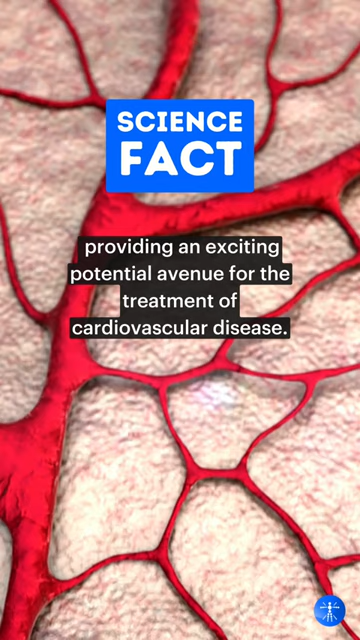 SCIENCE
FACT
providing an exciting
potential avenue for the
treatment of
cardiovascular disease.